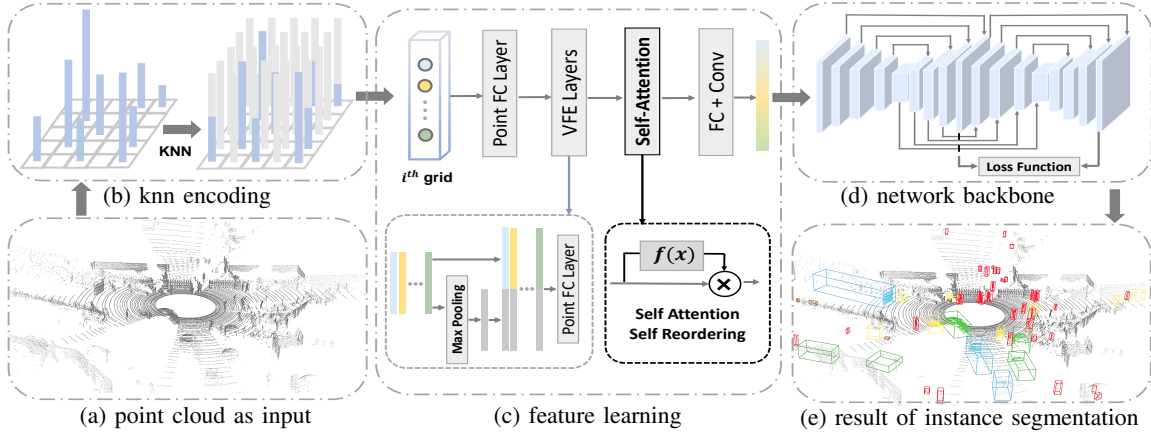 KNN
(b) knn encoding
(a) point cloud as input
i^th grid
Point FC Layer
VFE Layers
Self-Attention
FC + Conv
Max Pooling
Point FC Layer
f(x)
Self Attention
Self Reordering
(c) feature learning
Loss Function
(d) network backbone
(e) result of instance segmentation